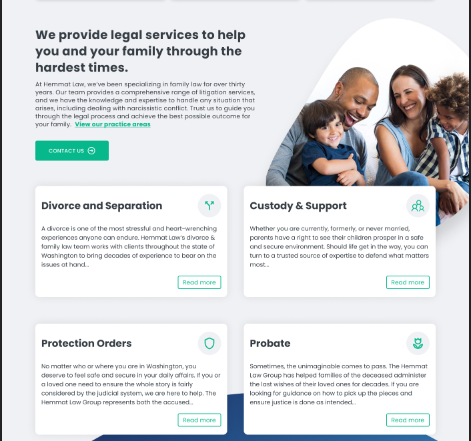 We provide legal services to help
you and your family through the
hardest times.
At Hemmat Law, we've been specializing in family law for over thirty
years. Our team provides a comprehensive range of litigation services,
and we have the knowledge and expertise to handle any situation that
arises, including dealing with narcissistic conflict. Trust us to guide you
through the legal process and achieve the best possible outcome for
your family. View our practice areas
CONTACT US
Divorce and Separation
A divorce is one of the most stressful and heart-wrenching
experiences anyone can endure. Hemmat Law's divorce &
family law team works with clients throughout the state of
Washington to bring decades of experience to bear on the
issues at hand...
Read more
Custody & Support
Whether you are currently, formerly, or never married,
parents have a right to see their children prosper in a safe
and secure environment. Should life get in the way, you can
turn to a trusted source of expertise to defend what matters
most...
Read more
Protection Orders
No matter who or where you are in Washington, you
deserve to feel safe and secure in your daily affairs. If you or
a loved one need to ensure the whole story is fairly
considered by the judicial system, we are here to help. The
Hemmat Law Group represents both the accused...
Read more
Probate
Sometimes, the unimaginable comes to pass. The Hemmat
Law Group has helped families of the deceased administer
the last wishes of their loved ones for decades. If you are
looking for guidance on how to pick up the pieces and
ensure justice is done as intended...
Read more